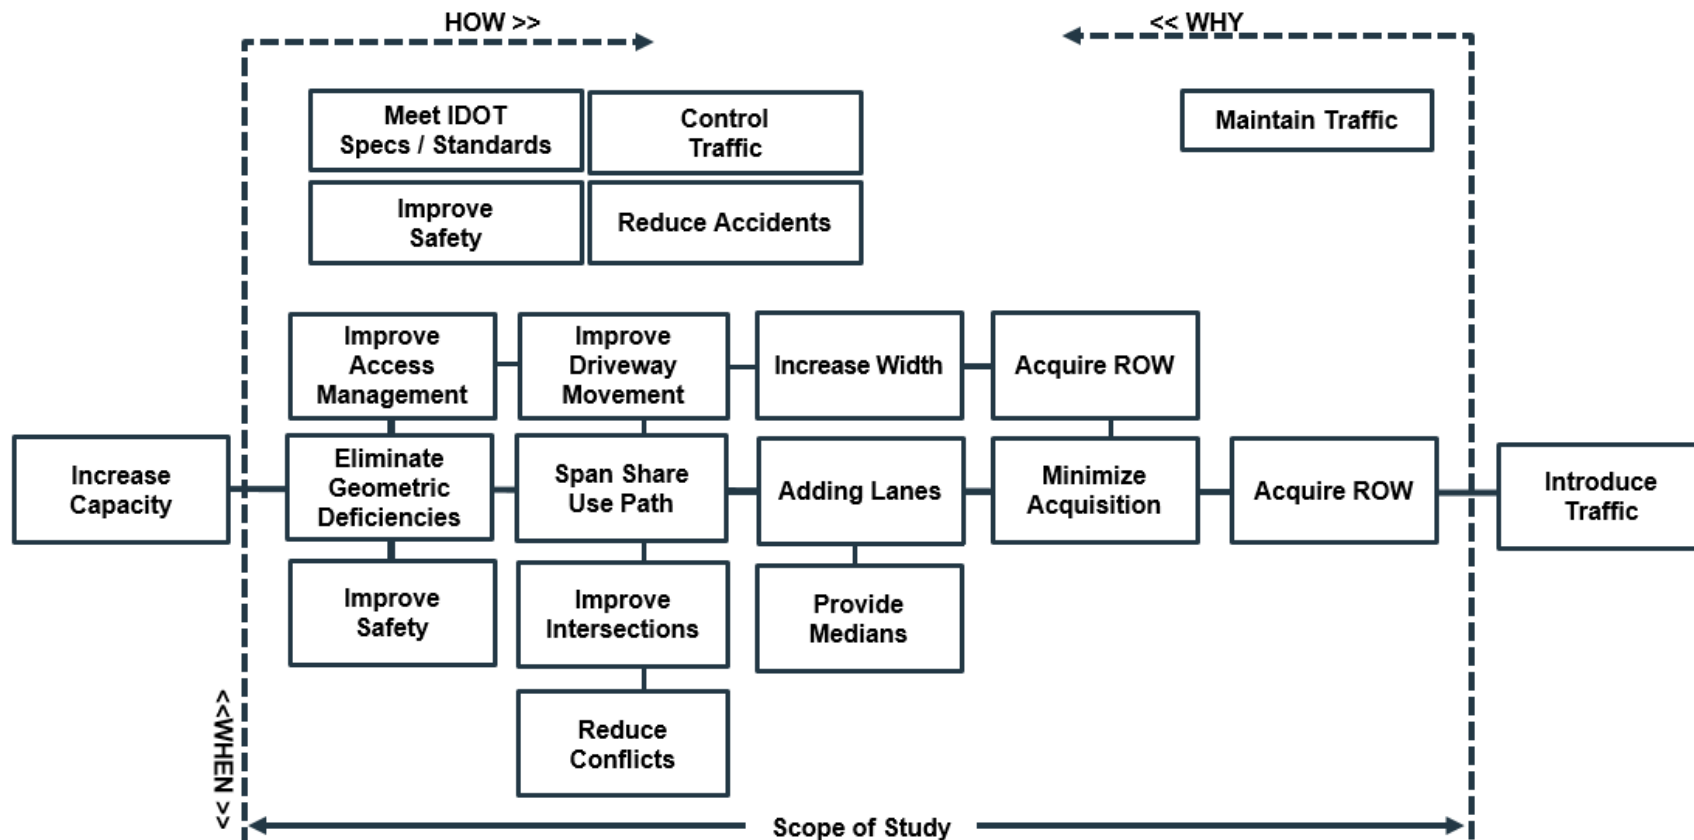 HOW >>
<< WHY
Meet IDOT
Specs / Standards
Control
Traffic
Maintain Traffic
Improve
Safety
Reduce Accidents
Improve
Access
Management
Improve
Driveway
Movement
Increase Width
Acquire ROW
Increase
Capacity
Eliminate
Geometric
Deficiencies
Span Share
Use Path
Adding Lanes
Minimize
Acquisition
Acquire ROW
Introduce
Traffic
Improve
Safety
Improve
Intersections
Provide
Medians
Reduce
Conflicts
<<WHEN >>
Scope of Study